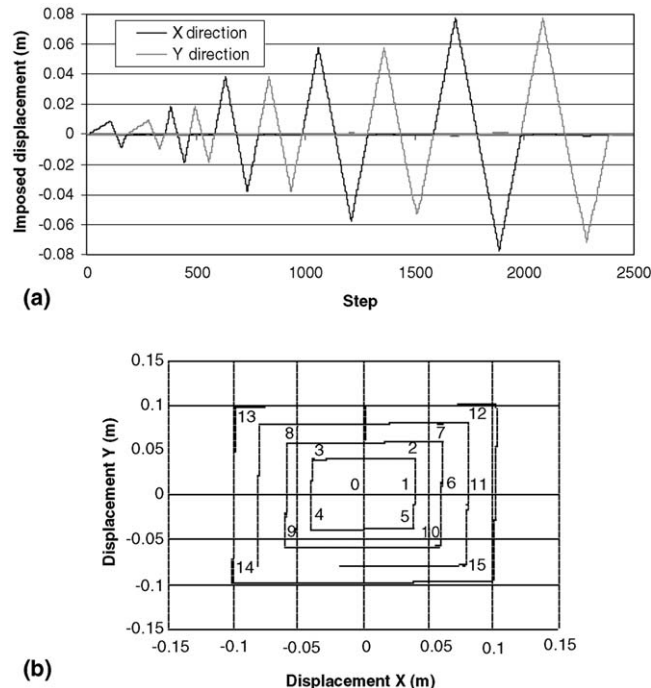 0.08
X direction
Y direction
0.06
0.04
0.02
0
-0.02
-0.04
-0.06
-0.08
Imposed displacement (m)
0 500 1000 1500 2000 2500
(a) Step
0.15
0.1
0.05
0
-0.05
-0.1
-0.15
Displacement Y (m)
13 12
8 7
3 2
0 1 6 11
4 5
9 10
14 15
-0.15 -0.1 -0.05 0 0.05 0.1 0.15
(b) Displacement X (m)